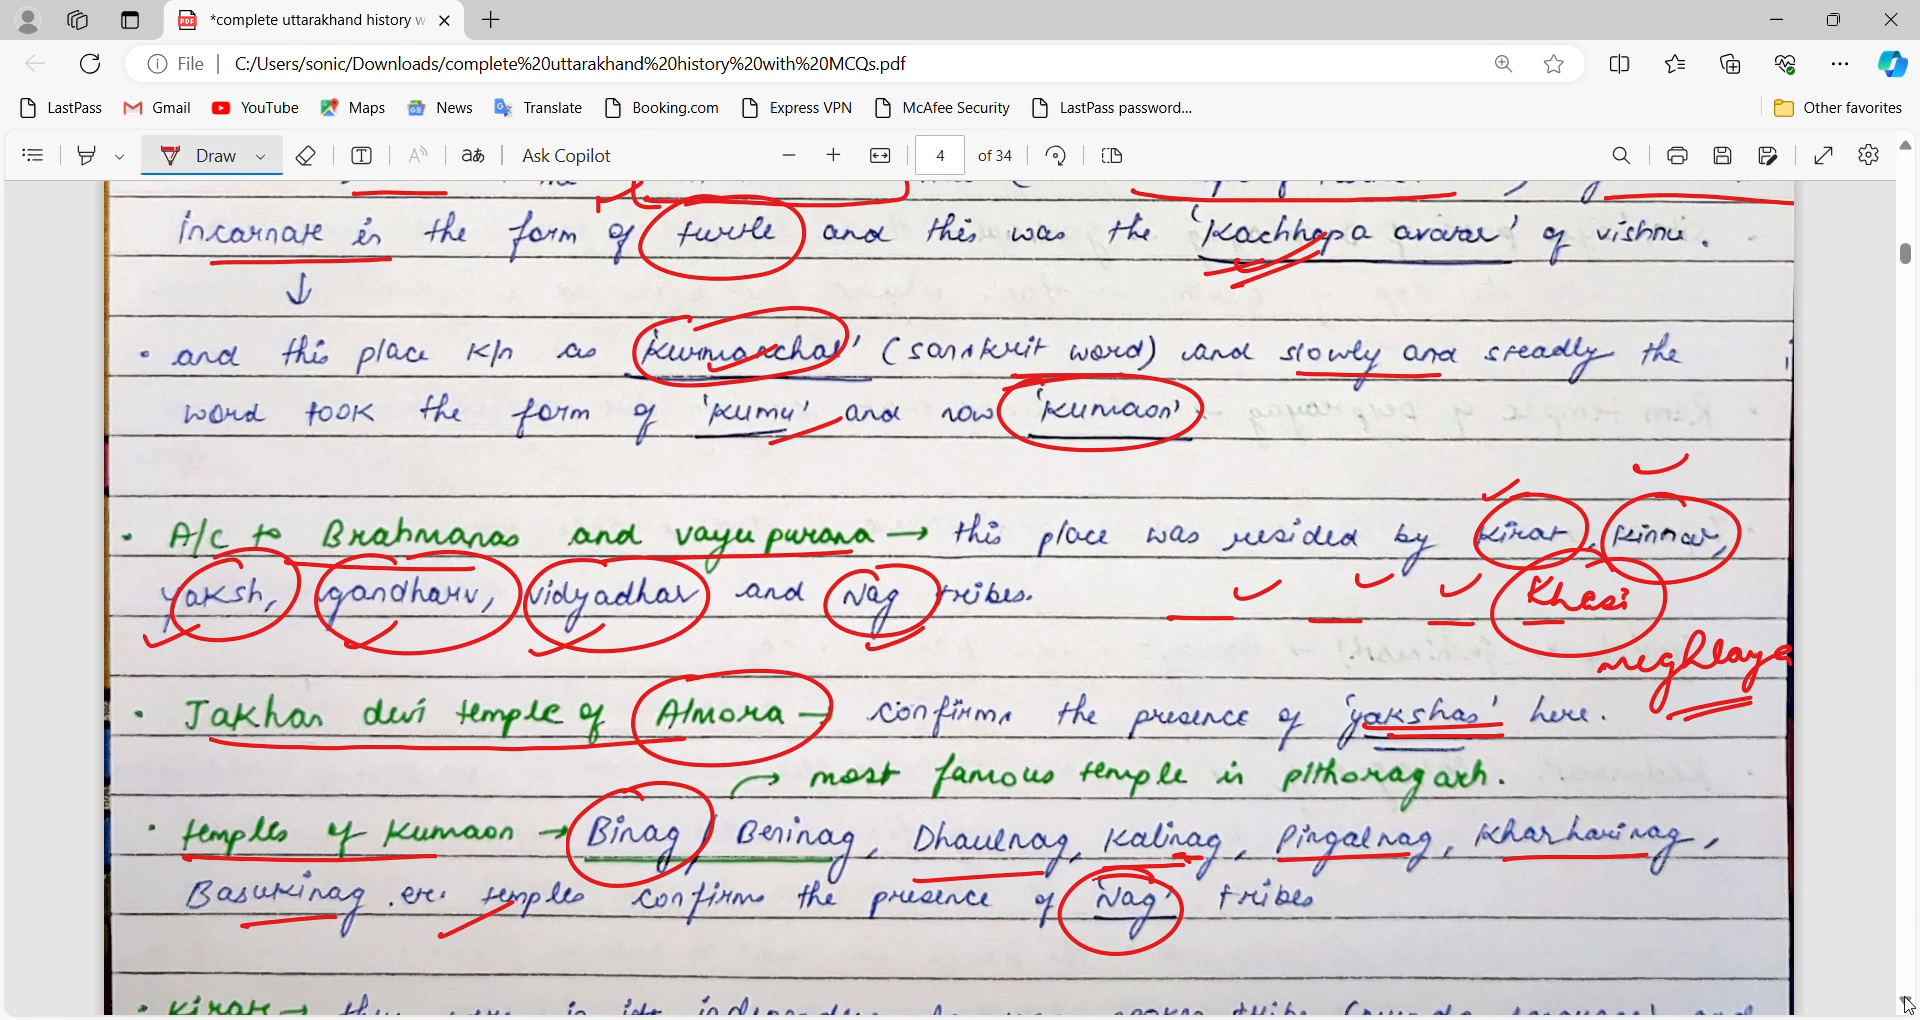 *complete uttarakhand history w
File
C:/Users/sonic/Downloads/complete%20uttarakhand%20history%20with%20MCQs.pdf
LastPass Gmail YouTube Maps News Translate Booking.com Express VPN McAfee Security LastPass password... Other favorites
Draw Ask Copilot 4 of 34
incarnate in the form of turtle and this was the 'Kachhapa avatar' of vishnu.
• and this place k/n as 'Kurmanchal' (sanskrit word) and slowly and steadly the
word took the form of 'kumu' and now 'kumaon'
• A/c to Brahmanas and vayu purana → this place was resided by kirat, kinnar,
yaksh, gandharv, vidyadhar and Nag tribes.
Khasi
meghlaya
• Jakhan devi temple of Almora → confirms the presence of 'yakshas' here.
→ most famous temple in pithoragarh.
• temples of kumaon → Binag, Berinag, Dhaulnag, Kalinag, Pingalnag, kharharinag,
Basukinag. etc. temples confirms the presence of 'Nag' tribes
• Kirat →